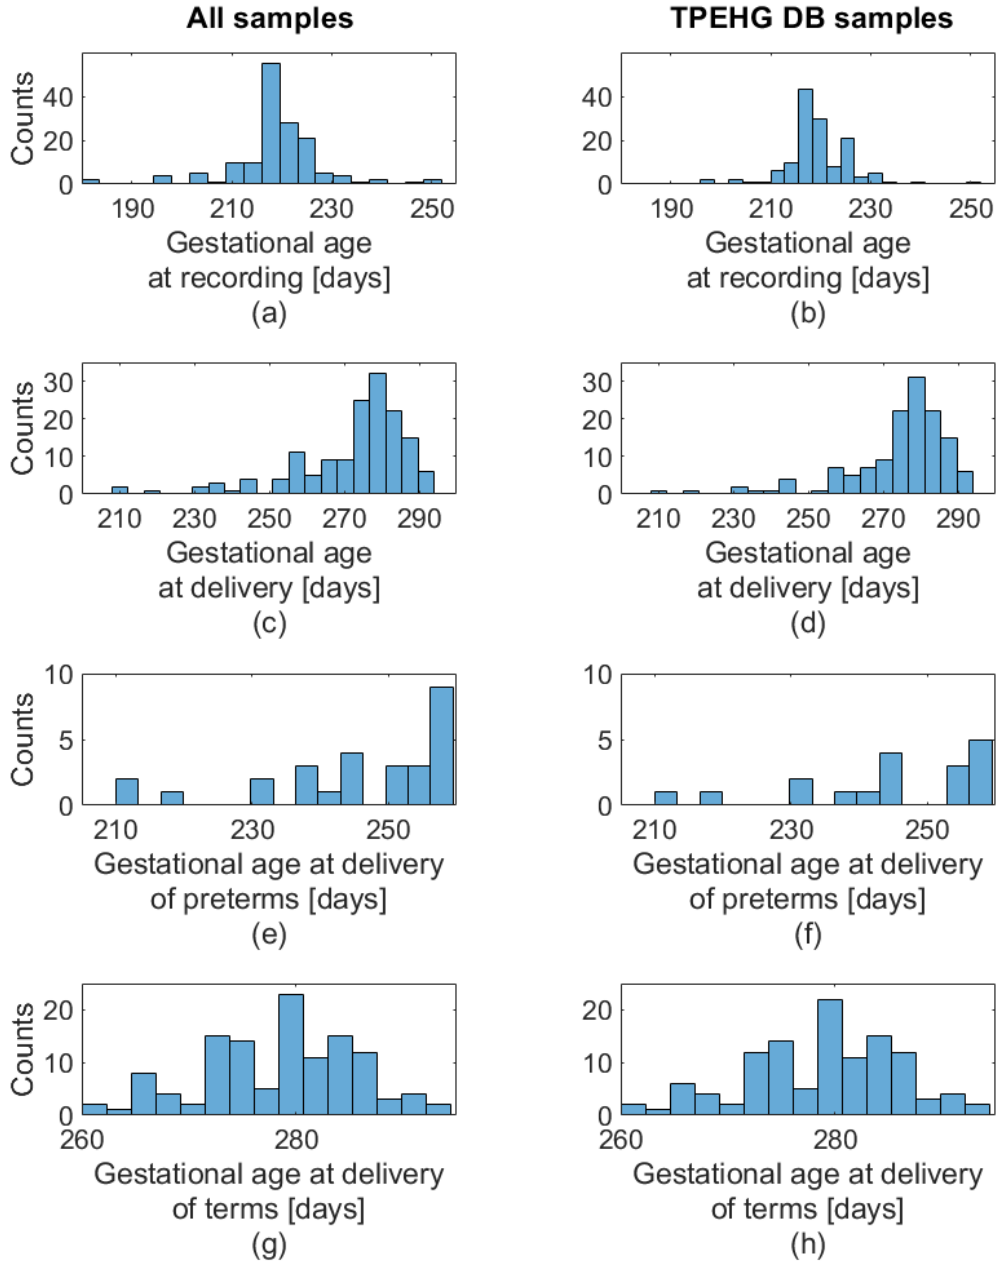 All samples
TPEHG DB samples
Counts
40
20
0
190 210 230 250
Gestational age
at recording [days]
(a)
40
20
0
190 210 230 250
Gestational age
at recording [days]
(b)
Counts
30
20
10
0
210 230 250 270 290
Gestational age
at delivery [days]
(c)
30
20
10
0
210 230 250 270 290
Gestational age
at delivery [days]
(d)
Counts
10
5
0
210 230 250
Gestational age at delivery
of preterms [days]
(e)
10
5
0
210 230 250
Gestational age at delivery
of preterms [days]
(f)
Counts
20
10
0
260 280
Gestational age at delivery
of terms [days]
(g)
20
10
0
260 280
Gestational age at delivery
of terms [days]
(h)